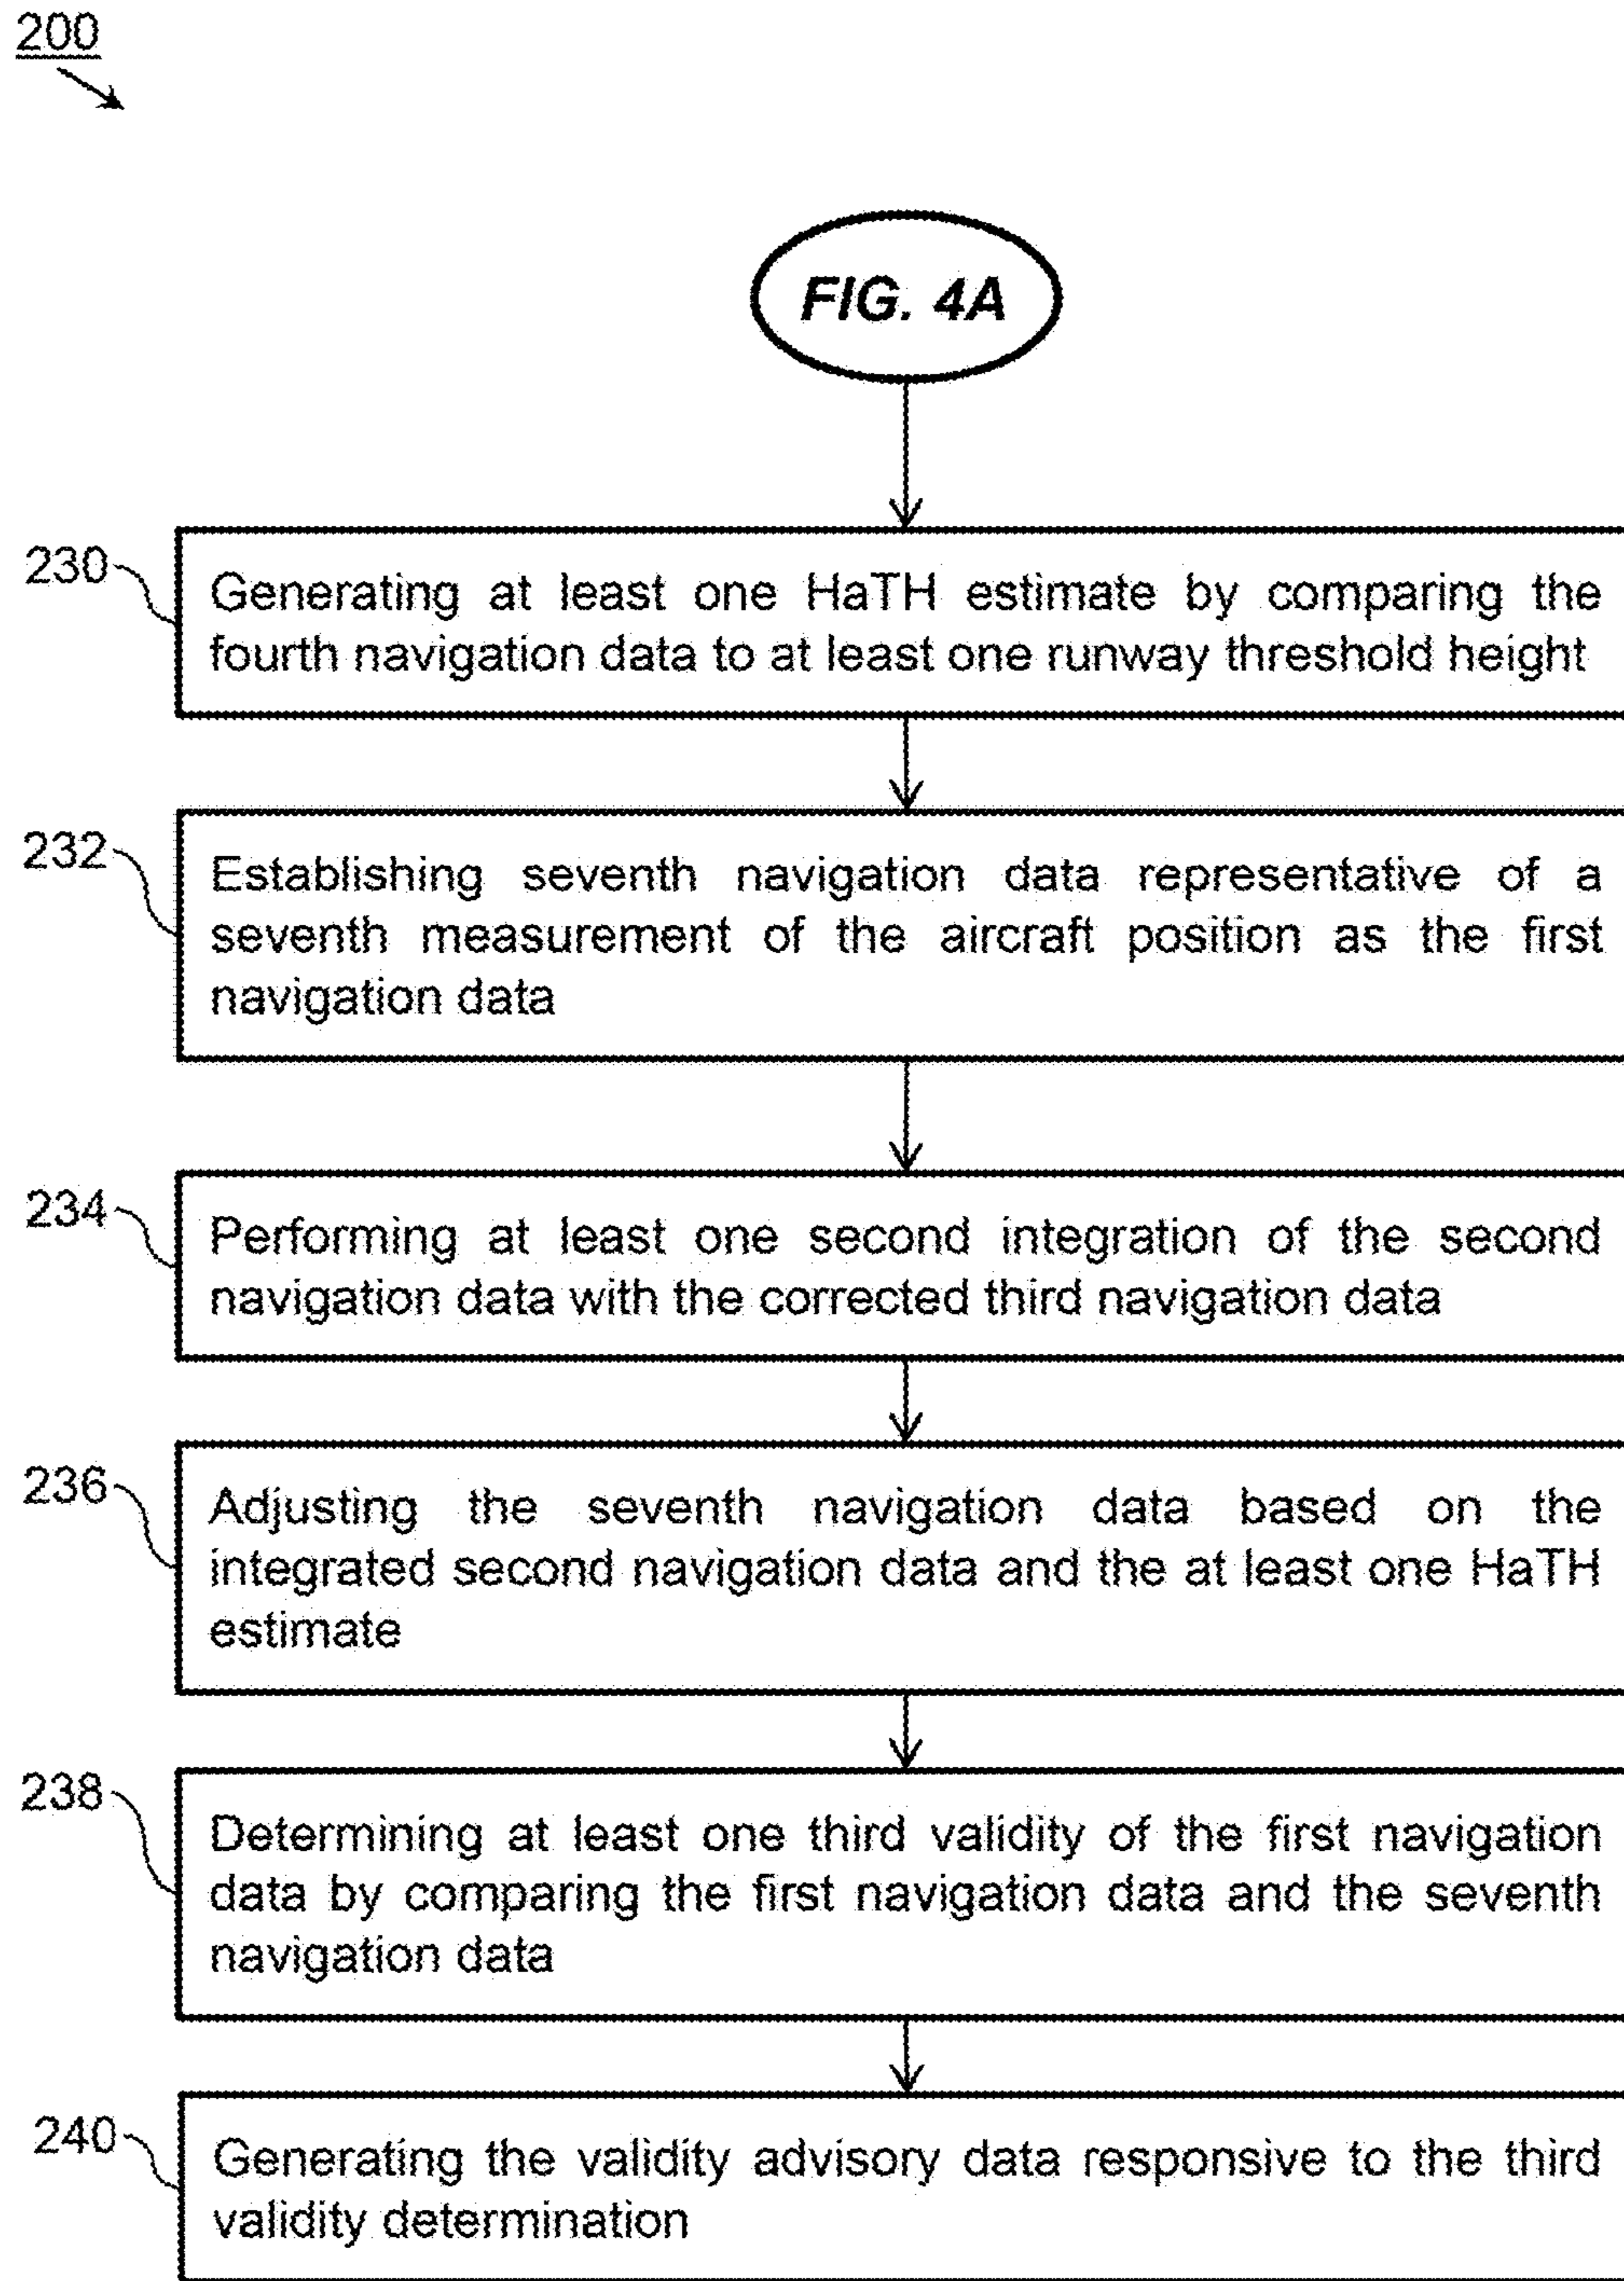 200
FIG. 4A
230
Generating at least one HaTH estimate by comparing the
fourth navigation data to at least one runway threshold height
232
Establishing seventh navigation data representative of a
seventh measurement of the aircraft position as the first
navigation data
234
Performing at least one second integration of the second
navigation data with the corrected third navigation data
236
Adjusting the seventh navigation data based on the
integrated second navigation data and the at least one HaTH
estimate
238
Determining at least one third validity of the first navigation
data by comparing the first navigation data and the seventh
navigation data
240
Generating the validity advisory data responsive to the third
validity determination